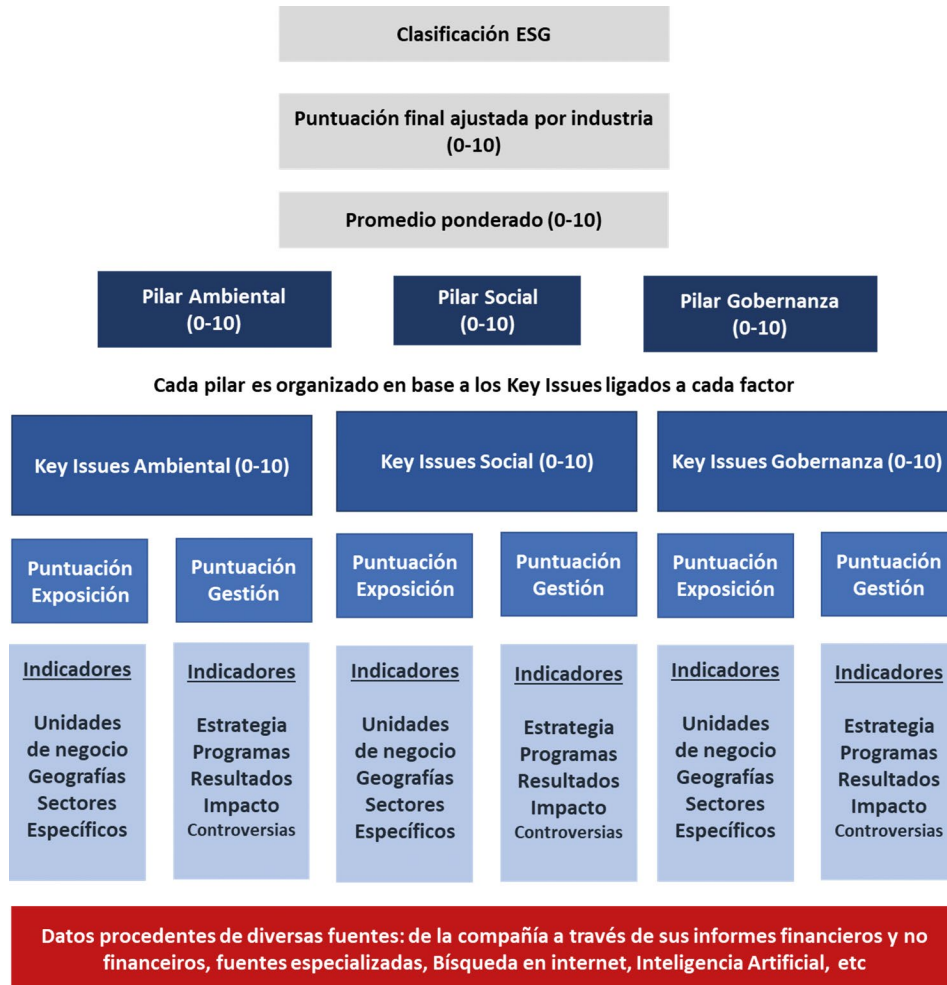 Clasificación ESG
Puntuación final ajustada por industria
(0-10)
Promedio ponderado (0-10)
Pilar Ambiental
(0-10)
Pilar Social
(0-10)
Pilar Gobernanza
(0-10)
Cada pilar es organizado en base a los Key Issues ligados a cada factor
Key Issues Ambiental (0-10)
Key Issues Social (0-10)
Key Issues Gobernanza (0-10)
Puntuación
Exposición
Puntuación
Gestión
Puntuación
Exposición
Puntuación
Gestión
Puntuación
Exposición
Puntuación
Gestión
Indicadores
Unidades
de negocio
Geografías
Sectores
Específicos
Indicadores
Estrategia
Programas
Resultados
Impacto
Controversias
Indicadores
Unidades
de negocio
Geografías
Sectores
Específicos
Indicadores
Estrategia
Programas
Resultados
Impacto
Controversias
Indicadores
Unidades
de negocio
Geografías
Sectores
Específicos
Indicadores
Estrategia
Programas
Resultados
Impacto
Controversias
Datos procedentes de diversas fuentes: de la compañía a través de sus informes financieros y no
financeiros, fuentes especializadas, Bísqueda en internet, Inteligencia Artificial, etc